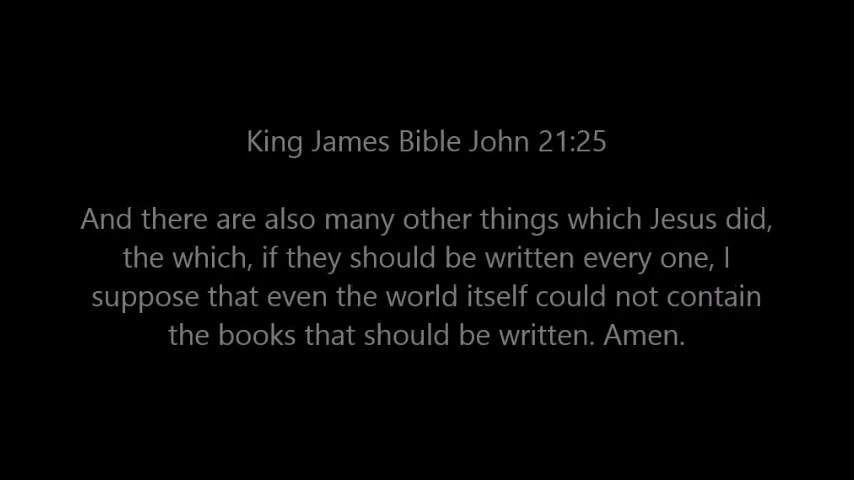 King James Bible John 21:25
And there are also many other things which Jesus did,
the which, if they should be written every one, I
suppose that even the world itself could not contain
the books that should be written. Amen.